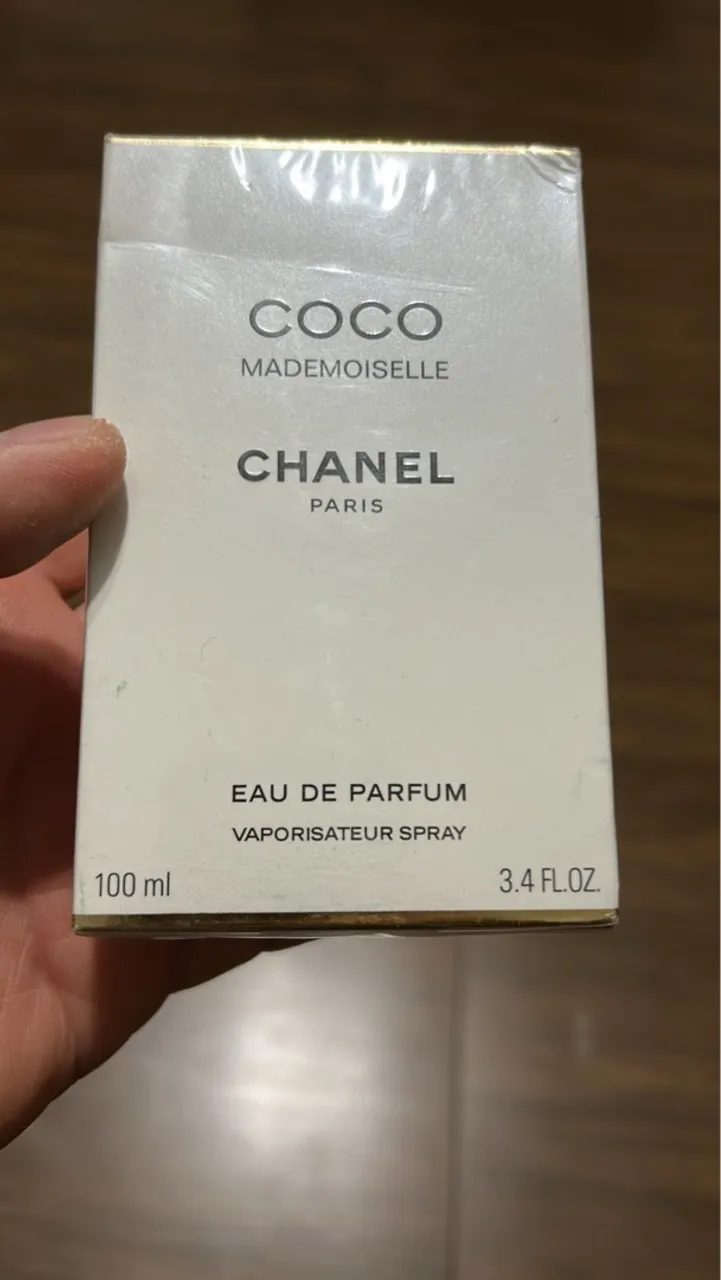 COCO
MADEMOISELLE
CHANEL
PARIS
EAU DE PARFUM
VAPORISATEUR SPRAY
100 ml 3.4 FL.OZ.